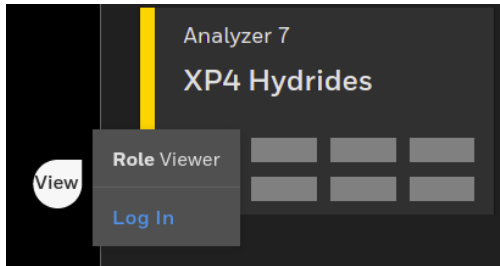 Analyzer 7
XP4 Hydrides
Role Viewer
View
Log In